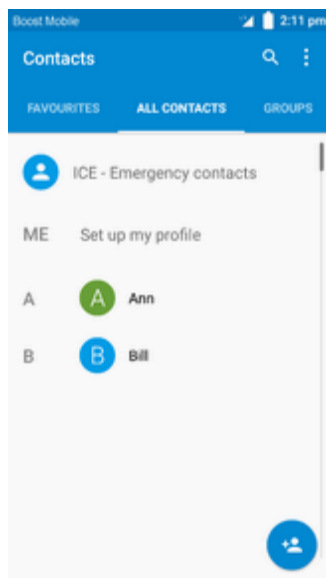 Boost Mobile 2:11 pm
Contacts
FAVOURITES ALL CONTACTS GROUPS
ICE - Emergency contacts
ME Set up my profile
A A Ann
B B Bill